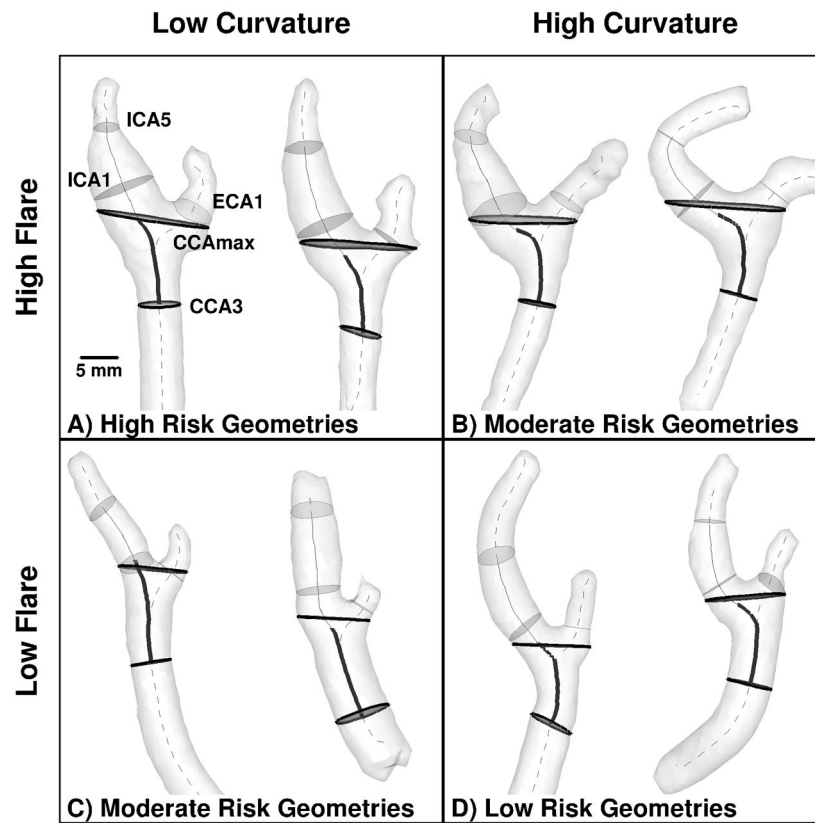 Low Curvature
High Curvature
High Flare
ICA5
ICA1
ECA1
CCAmax
CCA3
5 mm
A) High Risk Geometries
B) Moderate Risk Geometries
Low Flare
C) Moderate Risk Geometries
D) Low Risk Geometries